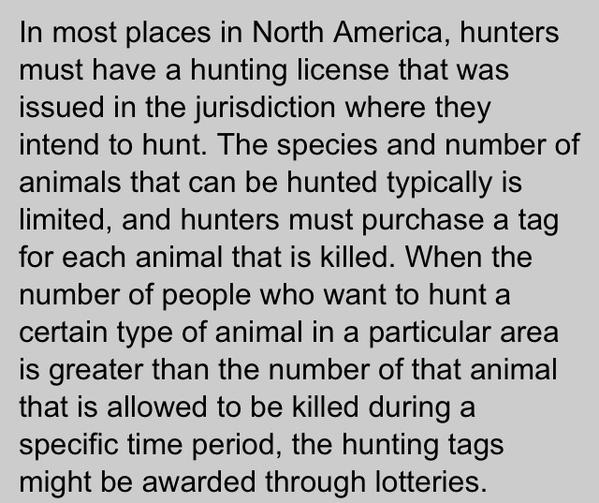 In most places in North America, hunters
must have a hunting license that was
issued in the jurisdiction where they
intend to hunt. The species and number of
animals that can be hunted typically is
limited, and hunters must purchase a tag
for each animal that is killed. When the
number of people who want to hunt a
certain type of animal in a particular area
is greater than the number of that animal
that is allowed to be killed during a
specific time period, the hunting tags
might be awarded through lotteries.